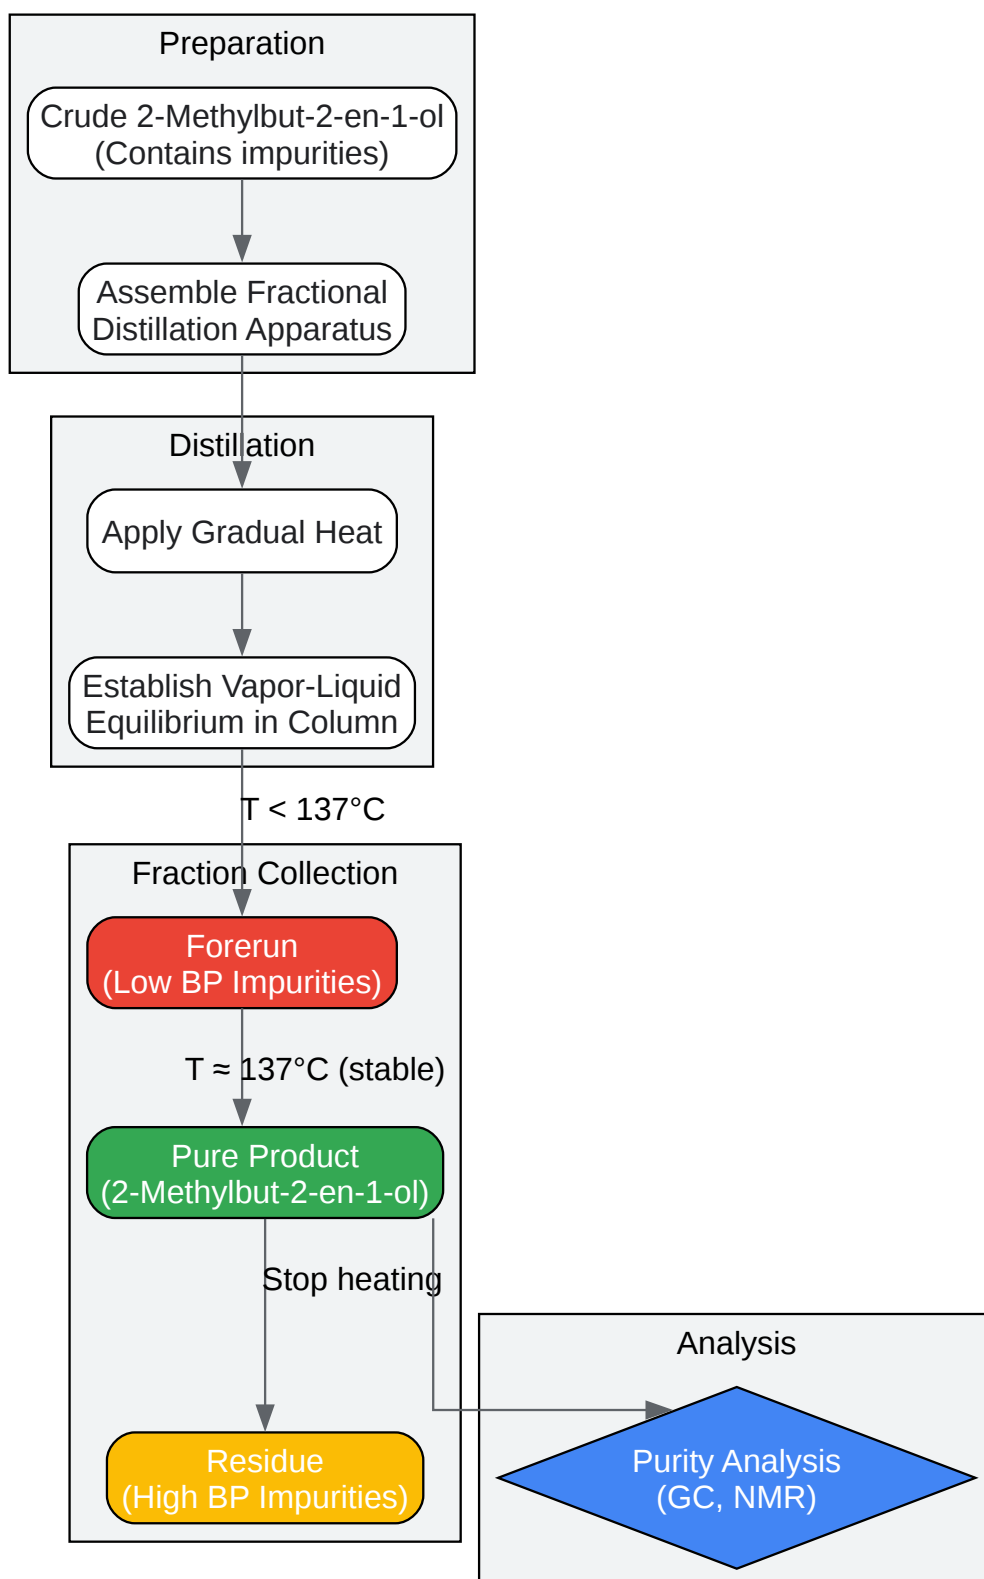 Preparation
Crude 2-Methylbut-2-en-1-ol
(Contains impurities)
Assemble Fractional
Distillation Apparatus
Distillation
Apply Gradual Heat
Establish Vapor-Liquid
Equilibrium in Column
T < 137°C
Fraction Collection
Forerun
(Low BP Impurities)
T ≈ 137°C (stable)
Pure Product
(2-Methylbut-2-en-1-ol)
Stop heating
Residue
(High BP Impurities)
Analysis
Purity Analysis
(GC, NMR)